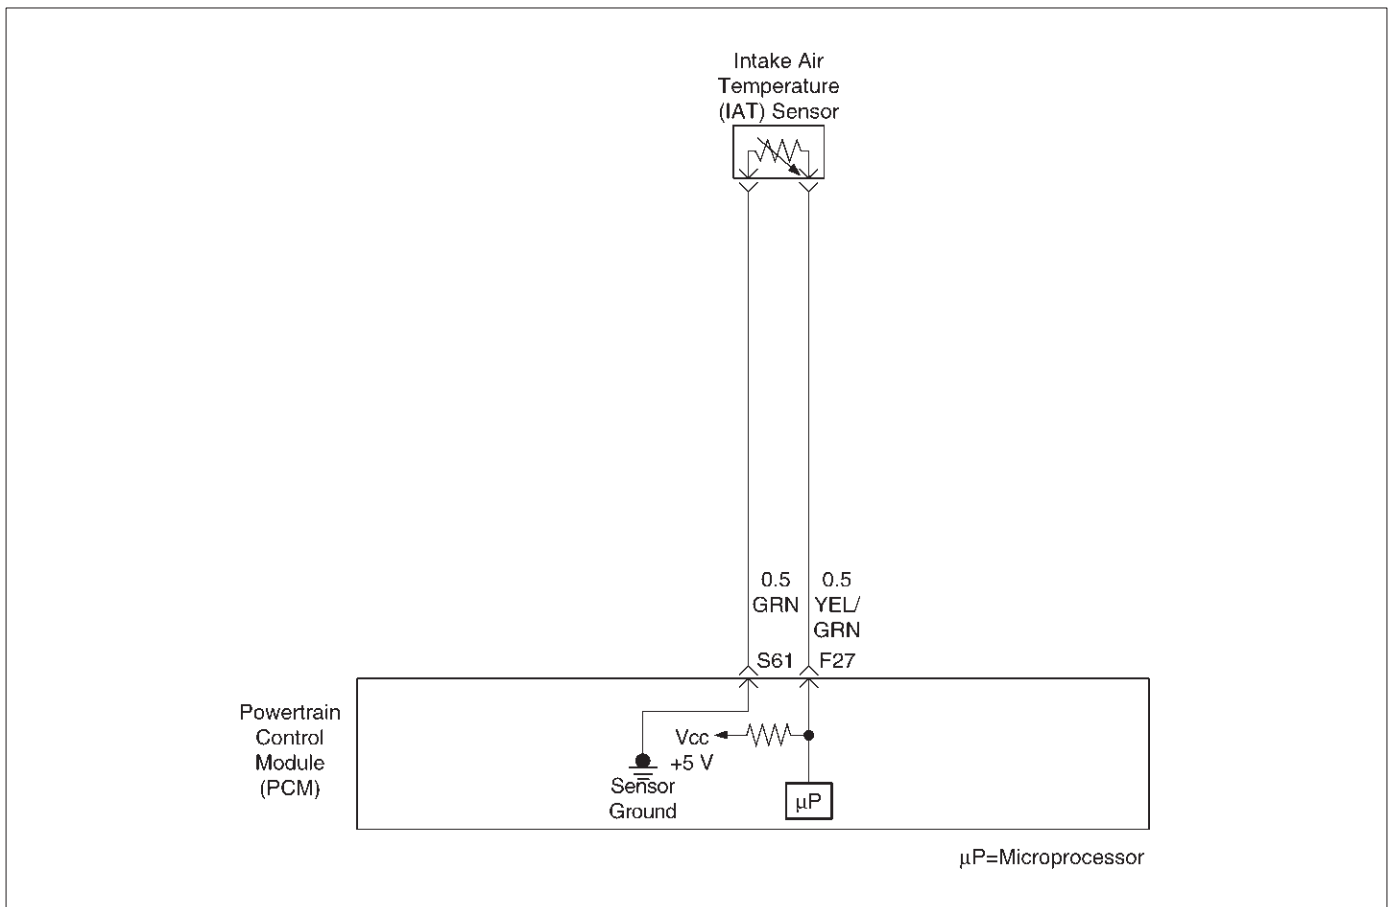 Intake Air
Temperature
(IAT) Sensor
0.5
GRN
0.5
YEL/
GRN
S61
F27
Powertrain
Control
Module
(PCM)
Vcc
+5 V
Sensor
Ground
µP
µP=Microprocessor